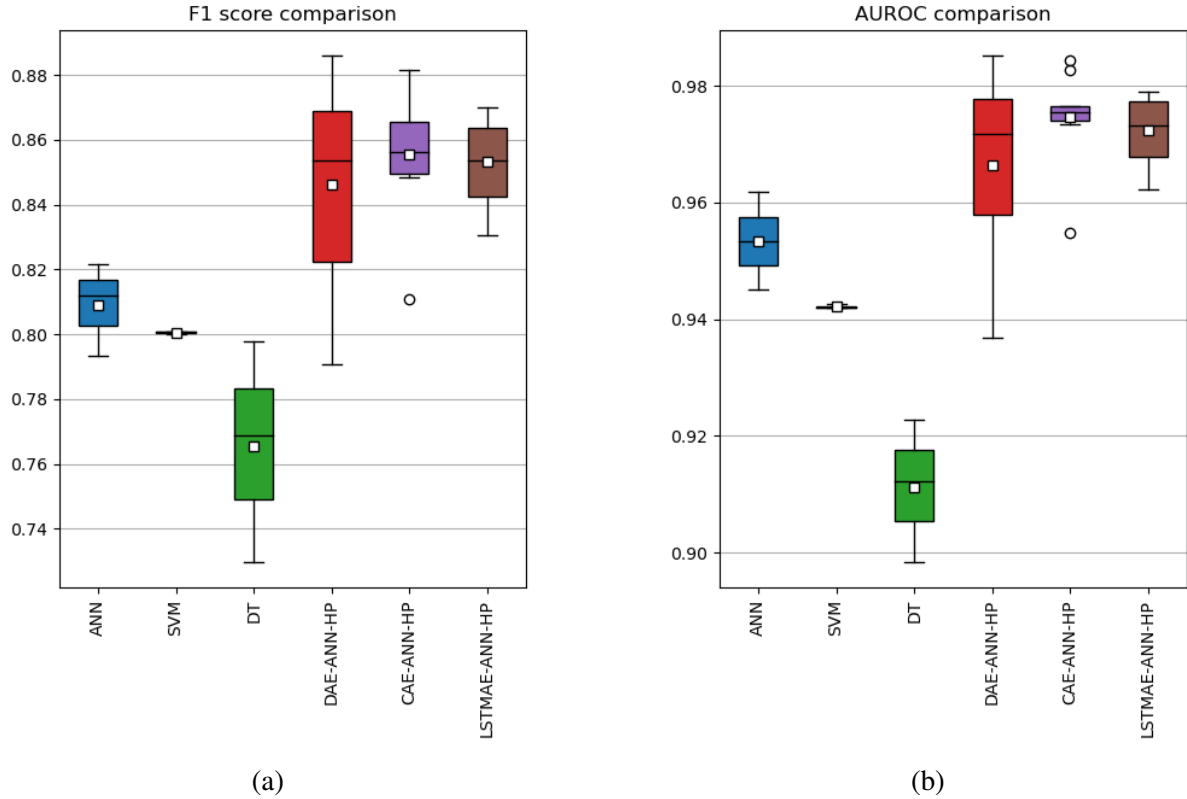 F1 score comparison
0.88
0.86
0.84
0.82
0.80
0.78
0.76
0.74
ANN
SVM
DT
DAE-ANN-HP
CAE-ANN-HP
LSTMAE-ANN-HP
(a)
AUROC comparison
0.98
0.96
0.94
0.92
0.90
ANN
SVM
DT
DAE-ANN-HP
CAE-ANN-HP
LSTMAE-ANN-HP
(b)